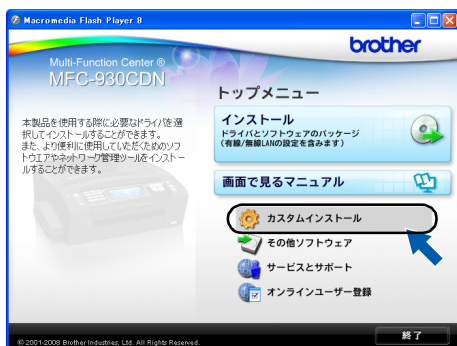 Macromedia Flash Player 8
brother
Multi-Function Center ®
MFC-930CDN
トップメニュー
本製品を使用する際に必要なドライバを選
択してインストールすることができます。
また、より便利に使用していただくためのソフ
トウエアやネットワーク管理ツールをインストー
ルすることができます。
インストール
ドライバとソフトウェアのパッケージ
(有線/無線LANの設定を含みます)
画面で見るマニュアル
カスタムインストール
その他ソフトウェア
サービスとサポート
オンラインユーザー登録
終了
© 2001-2008 Brother Industries, Ltd. All Rights Reserved.